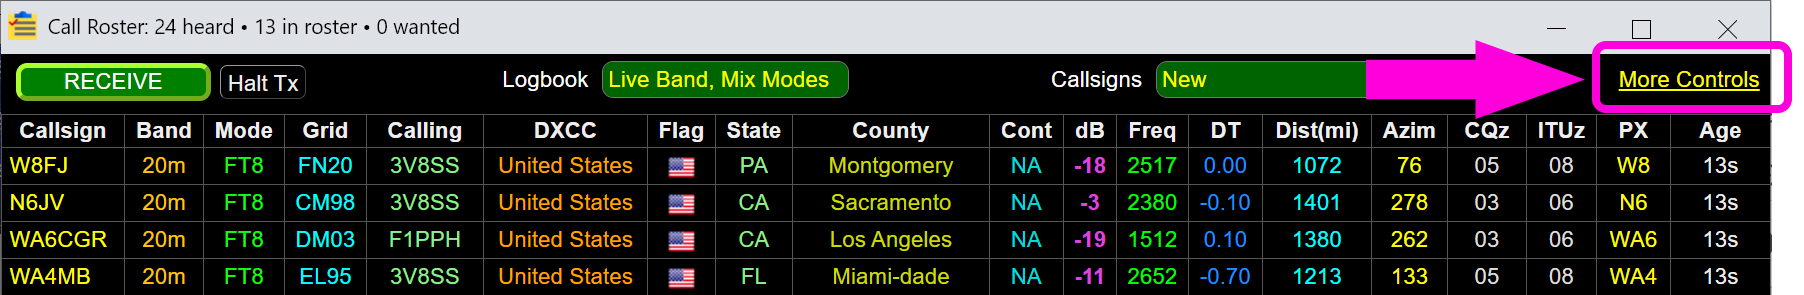 Call Roster: 24 heard • 13 in roster • 0 wanted
RECEIVE Halt Tx Logbook Live Band, Mix Modes Callsigns New More Controls
Callsign Band Mode Grid Calling DXCC Flag State County Cont dB Freq DT Dist(mi) Azim CQz ITUz PX Age
W8FJ 20m FT8 FN20 3V8SS United States PA Montgomery NA -18 2517 0.00 1072 76 05 08 W8 13s
N6JV 20m FT8 CM98 3V8SS United States CA Sacramento NA -3 2380 -0.10 1401 278 03 06 N6 13s
WA6CGR 20m FT8 DM03 F1PPH United States CA Los Angeles NA -19 1512 0.10 1380 262 03 06 WA6 13s
WA4MB 20m FT8 EL95 3V8SS United States FL Miami-dade NA -11 2652 -0.70 1213 133 05 08 WA4 13s